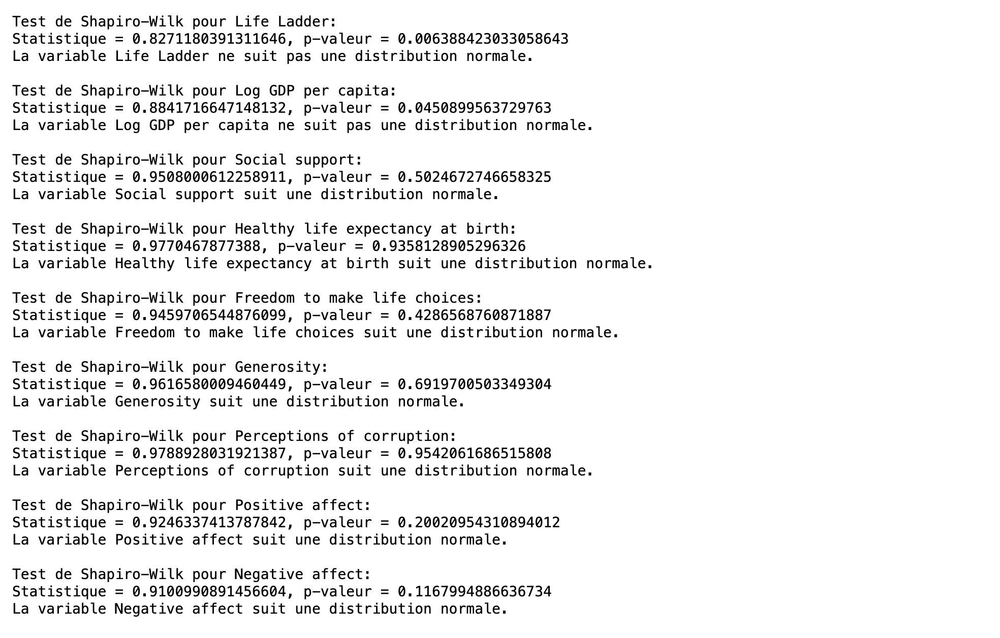 Test de Shapiro-Wilk pour Life Ladder:
Statistique = 0.8271180391311646, p-valeur = 0.006388423033058643
La variable Life Ladder ne suit pas une distribution normale.
Test de Shapiro-Wilk pour Log GDP per capita:
Statistique = 0.8841716647148132, p-valeur = 0.0450899563729763
La variable Log GDP per capita ne suit pas une distribution normale.
Test de Shapiro-Wilk pour Social support:
Statistique = 0.9508000612258911, p-valeur = 0.5024672746658325
La variable Social support suit une distribution normale.
Test de Shapiro-Wilk pour Healthy life expectancy at birth:
Statistique = 0.9770467877388, p-valeur = 0.9358128905296326
La variable Healthy life expectancy at birth suit une distribution normale.
Test de Shapiro-Wilk pour Freedom to make life choices:
Statistique = 0.9459706544876099, p-valeur = 0.4286568760871887
La variable Freedom to make life choices suit une distribution normale.
Test de Shapiro-Wilk pour Generosity:
Statistique = 0.9616580009460449, p-valeur = 0.6919700503349304
La variable Generosity suit une distribution normale.
Test de Shapiro-Wilk pour Perceptions of corruption:
Statistique = 0.9788928031921387, p-valeur = 0.9542061686515808
La variable Perceptions of corruption suit une distribution normale.
Test de Shapiro-Wilk pour Positive affect:
Statistique = 0.9246337413787842, p-valeur = 0.20020954310894012
La variable Positive affect suit une distribution normale.
Test de Shapiro-Wilk pour Negative affect:
Statistique = 0.9100990891456604, p-valeur = 0.1167994886636734
La variable Negative affect suit une distribution normale.